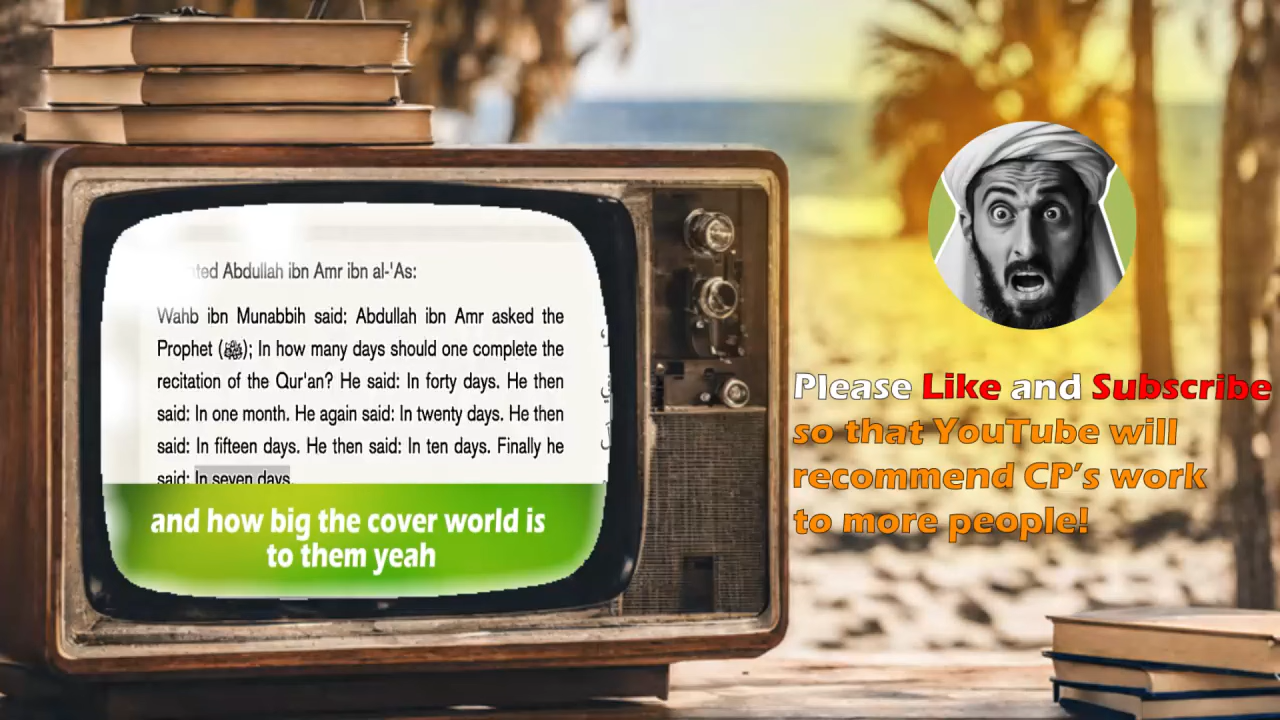 ted Abdullah ibn Amr ibn al-'As:
Wahb ibn Munabbih said: Abdullah ibn Amr asked the
Prophet (ﷺ); In how many days should one complete the
recitation of the Qur'an? He said: In forty days. He then
said: In one month. He again said: In twenty days. He then
said: In fifteen days. He then said: In ten days. Finally he
said: In seven days.
and how big the cover world is
to them yeah
Please Like and Subscribe
so that YouTube will
recommend CP's work
to more people!